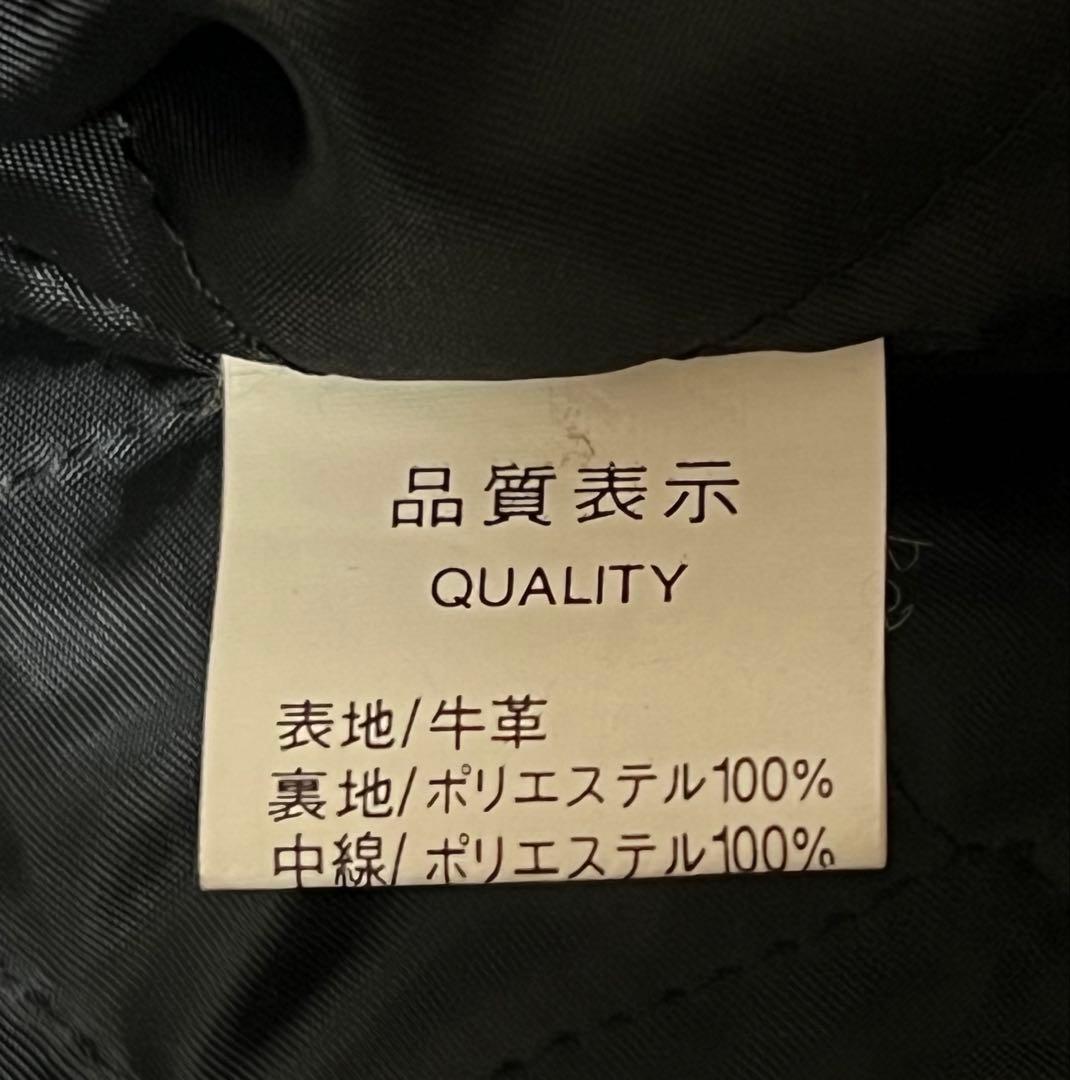 品質表示
QUALITY
表地/牛革
裏地/ポリエステル100%
中線/ポリエステル100%